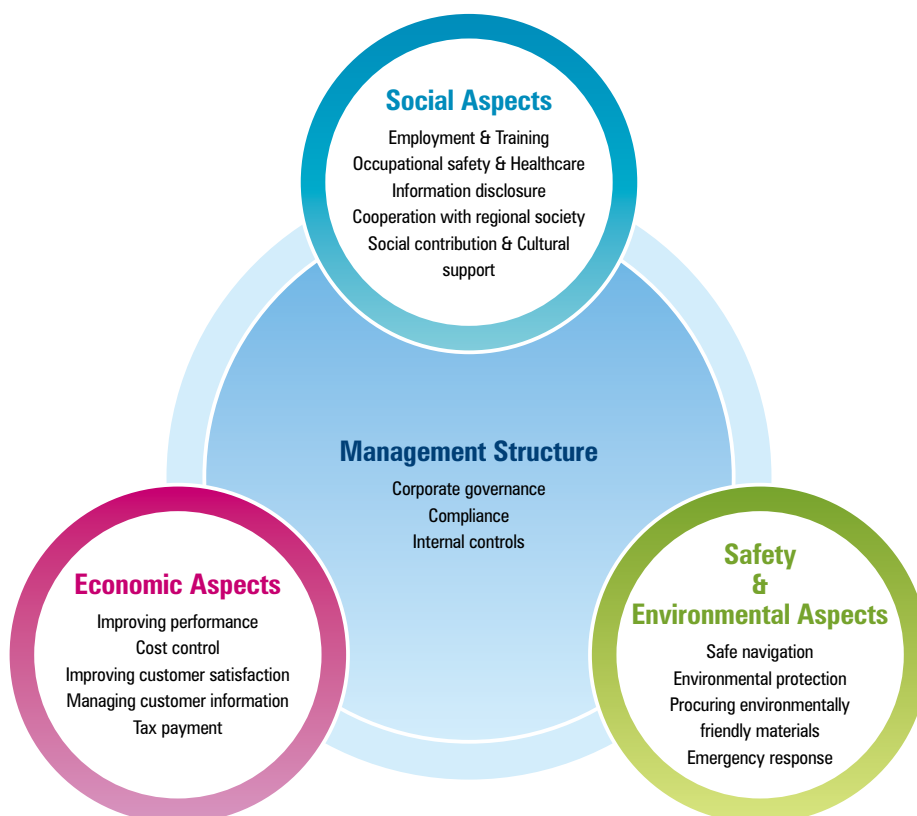 Social Aspects
Employment & Training
Occupational safety & Healthcare
Information disclosure
Cooperation with regional society
Social contribution & Cultural
support
Management Structure
Corporate governance
Compliance
Internal controls
Economic Aspects
Improving performance
Cost control
Improving customer satisfaction
Managing customer information
Tax payment
Safety
&
Environmental Aspects
Safe navigation
Environmental protection
Procuring environmentally
friendly materials
Emergency response